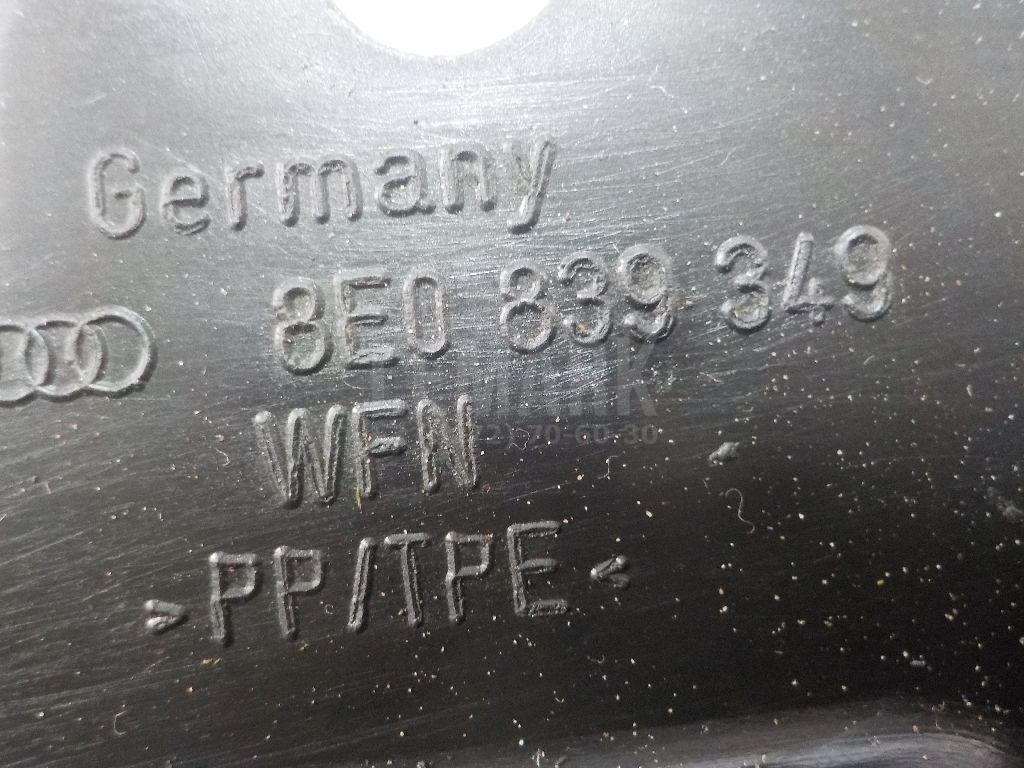 Germany
8E0 839 349
WFN
>PP/TPE<